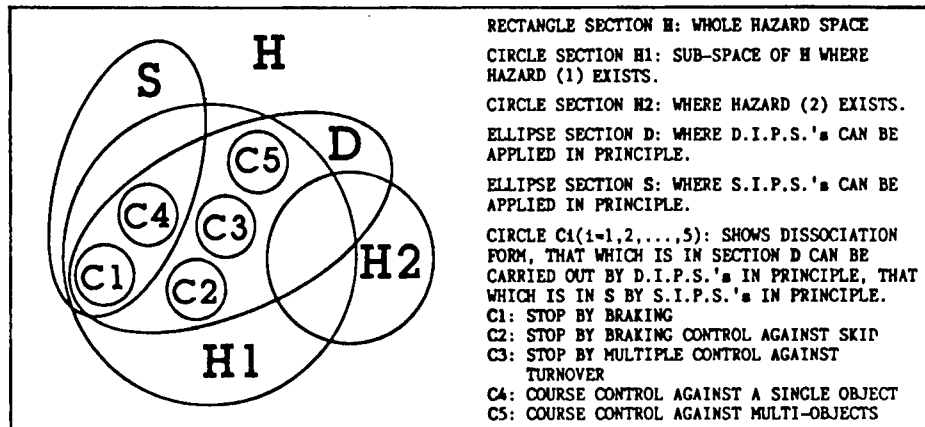 H
S
D
C5
C4
C3
C1
C2
H2
H1
RECTANGLE SECTION H: WHOLE HAZARD SPACE
CIRCLE SECTION H1: SUB-SPACE OF H WHERE
HAZARD (1) EXISTS.
CIRCLE SECTION H2: WHERE HAZARD (2) EXISTS.
ELLIPSE SECTION D: WHERE D.I.P.S.'s CAN BE
APPLIED IN PRINCIPLE.
ELLIPSE SECTION S: WHERE S.I.P.S.'s CAN BE
APPLIED IN PRINCIPLE.
CIRCLE Ci(i=1,2,...,5): SHOWS DISSOCIATION
FORM, THAT WHICH IS IN SECTION D CAN BE
CARRIED OUT BY D.I.P.S.'s IN PRINCIPLE, THAT
WHICH IS IN S BY S.I.P.S.'s IN PRINCIPLE.
C1: STOP BY BRAKING
C2: STOP BY BRAKING CONTROL AGAINST SKID
C3: STOP BY MULTIPLE CONTROL AGAINST
TURNOVER
C4: COURSE CONTROL AGAINST A SINGLE OBJECT
C5: COURSE CONTROL AGAINST MULTI-OBJECTS